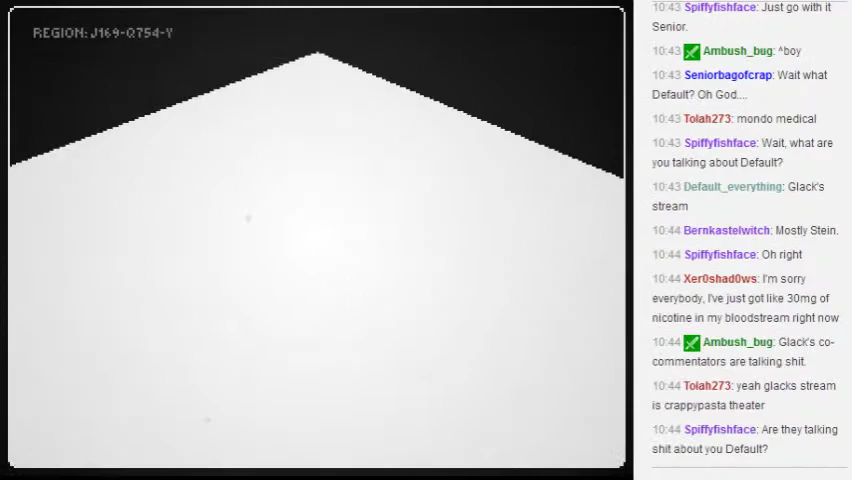 REGION: J169-Q754-Y
10:43 Spiffyfishface: Just go with it
Senior.
10:43 Ambush_bug: ^boy
10:43 Seniorbagofcrap: Wait what
Default? Oh God....
10:43 Tolah273: mondo medical
10:43 Spiffyfishface: Wait, what are
you talking about Default?
10:43 Default_everything: Glack's
stream
10:44 Bernkastelwitch: Mostly Stein.
10:44 Spiffyfishface: Oh right
10:44 Xer0shad0ws: I'm sorry
everybody, I've just got like 30mg of
nicotine in my bloodstream right now
10:44 Ambush_bug: Glack's co-
commentators are talking shit.
10:44 Tolah273: yeah glacks stream
is crappypasta theater
10:44 Spiffyfishface: Are they talking
shit about you Default?